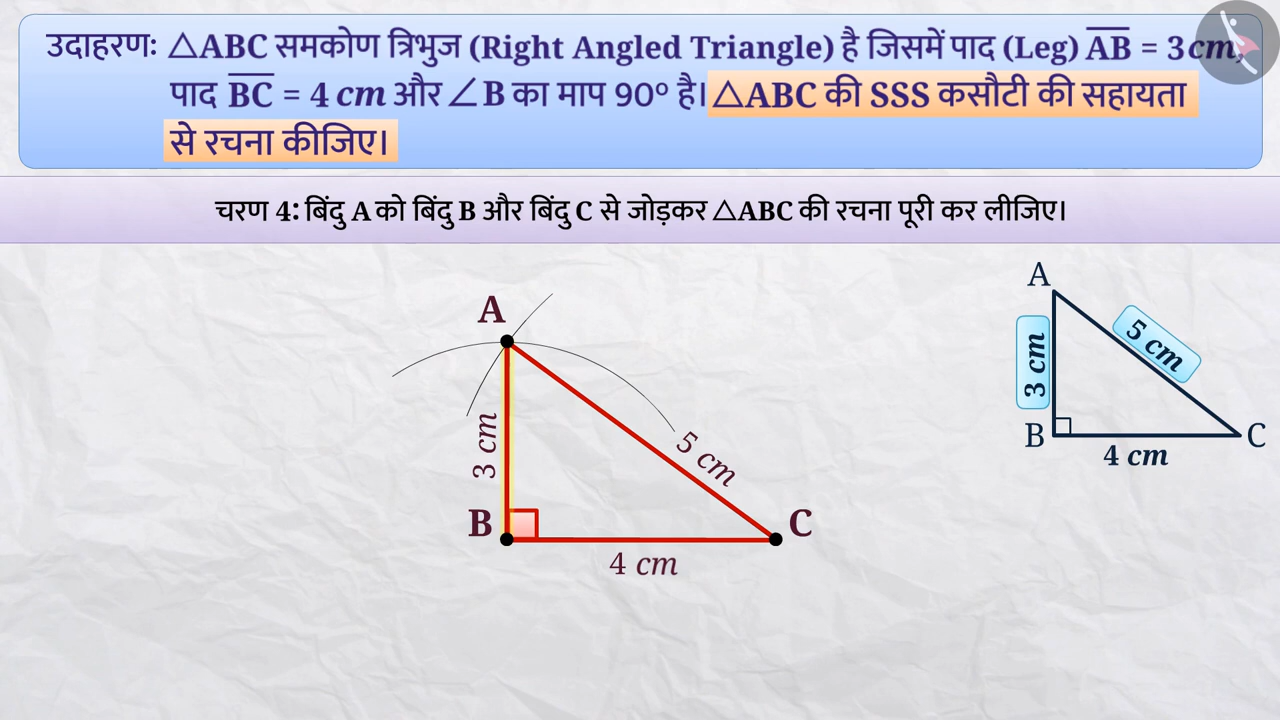 उदाहरणः △ABC समकोण त्रिभुज (Right Angled Triangle) है जिसमें पाद (Leg) A̅B̅ = 3 cm,
पाद B̅C̅ = 4 cm और ∠B का माप 90° है। △ABC की SSS कसौटी की सहायता
से रचना कीजिए।
चरण 4: बिंदु A को बिंदु B और बिंदु C से जोड़कर △ABC की रचना पूरी कर लीजिए।
A
3 cm
5 cm
B
C
4 cm
A
3 cm
5 cm
B
C
4 cm